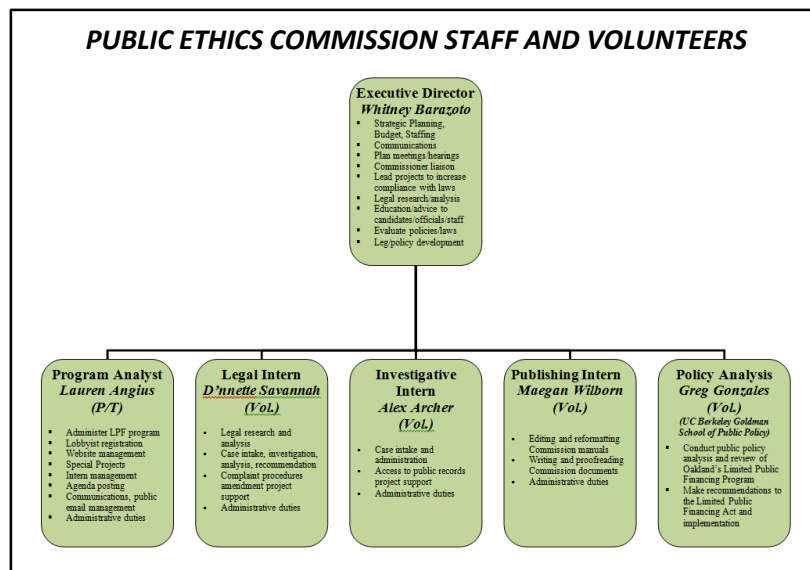 PUBLIC ETHICS COMMISSION STAFF AND VOLUNTEERS
Executive Director
Whitney Barazoto
▪ Strategic Planning,
Budget, Staffing
▪ Communications
▪ Plan meetings/hearings
▪ Commissioner liaison
▪ Lead projects to increase
compliance with laws
▪ Legal research/analysis
▪ Education/advice to
candidates/officials/staff
▪ Evaluate policies/laws
▪ Leg/policy development
Program Analyst
Lauren Angius
(P/T)
▪ Administer LPF program
▪ Lobbyist registration
▪ Website management
▪ Special Projects
▪ Intern management
▪ Agenda posting
▪ Communications, public
email management
▪ Administrative duties
Legal Intern
D'nnette Savannah
(Vol.)
▪ Legal research and
analysis
▪ Case intake, investigation,
analysis, recommendation
▪ Complaint procedures
amendment project
support
▪ Administrative duties
Investigative
Intern
Alex Archer
(Vol.)
▪ Case intake and
administration
▪ Access to public records
project support
▪ Administrative duties
Publishing Intern
Maegan Wilborn
(Vol.)
▪ Editing and reformatting
Commission manuals
▪ Writing and proofreading
Commission documents
▪ Administrative duties
Policy Analysis
Greg Gonzales
(Vol.)
(UC Berkeley Goldman
School of Public Policy)
▪ Conduct public policy
analysis and review of
Oakland's Limited Public
Financing Program
▪ Make recommendations to
the Limited Public
Financing Act and
implementation